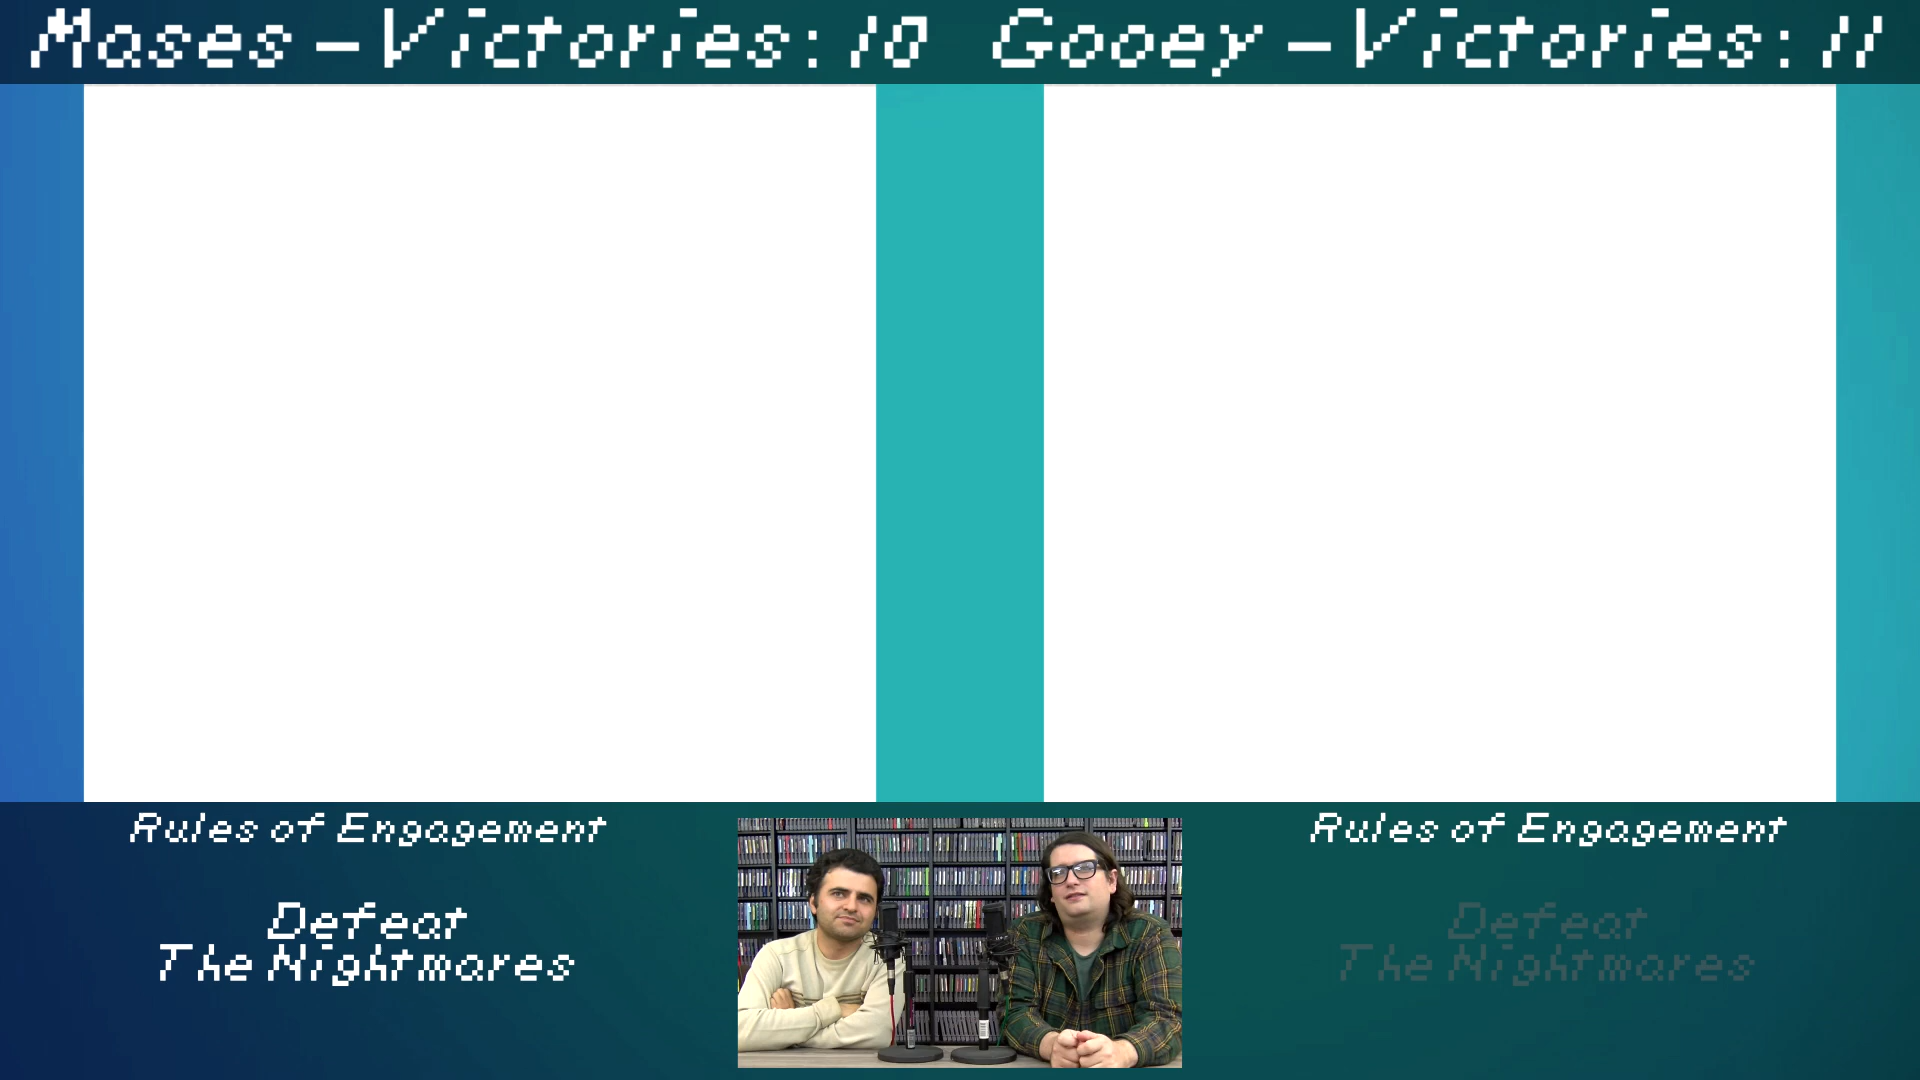 Mases - Victories: 10
Gooey - Victories: 11
Rules of Engagement
Defeat
The Nightmares
Rules of Engagement
Defeat
The Nightmares